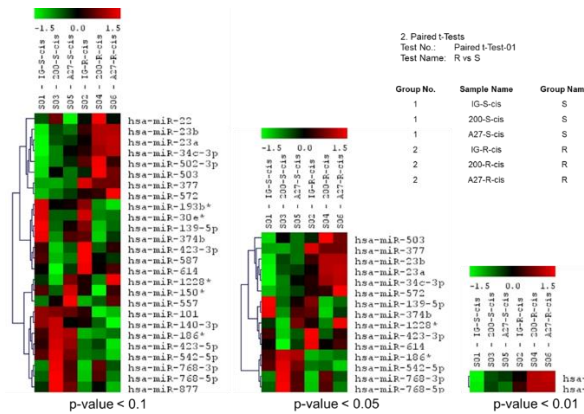 -1.5 0.0 1.5
S01 - IG-S-cis
S03 - 200-S-cis
S05 - A27-S-cis
S02 - IG-R-cis
S04 - 200-R-cis
S06 - A27-R-cis
hsa-miR-22
hsa-miR-23b
hsa-miR-23a
hsa-miR-34c-3p
hsa-miR-502-3p
hsa-miR-503
hsa-miR-377
hsa-miR-572
hsa-miR-193b*
hsa-miR-30e*
hsa-miR-139-5p
hsa-miR-374b
hsa-miR-423-3p
hsa-miR-587
hsa-miR-614
hsa-miR-1228*
hsa-miR-150*
hsa-miR-557
hsa-miR-101
hsa-miR-140-3p
hsa-miR-186*
hsa-miR-423-5p
hsa-miR-542-5p
hsa-miR-768-3p
hsa-miR-768-5p
hsa-miR-877
p-value < 0.1
-1.5 0.0 1.5
S01 - IG-S-cis
S03 - 200-S-cis
S05 - A27-S-cis
S02 - IG-R-cis
S04 - 200-R-cis
S06 - A27-R-cis
hsa-miR-503
hsa-miR-377
hsa-miR-23b
hsa-miR-23a
hsa-miR-34c-3p
hsa-miR-572
hsa-miR-139-5p
hsa-miR-374b
hsa-miR-1228*
hsa-miR-423-3p
hsa-miR-614
hsa-miR-186*
hsa-miR-542-5p
hsa-miR-768-3p
hsa-miR-768-5p
p-value < 0.05
2. Paired t-Tests
Test No.: Paired t-Test-01
Test Name: R vs S
Group No. Sample Name Group Nam
1 IG-S-cis S
1 200-S-cis S
1 A27-S-cis S
2 IG-R-cis R
2 200-R-cis R
2 A27-R-cis R
-1.5 0.0 1.5
S01 - IG-S-cis
S03 - 200-S-cis
S05 - A27-S-cis
S02 - IG-R-cis
S04 - 200-R-cis
S06 - A27-R-cis
hsa-
hsa-
p-value < 0.01